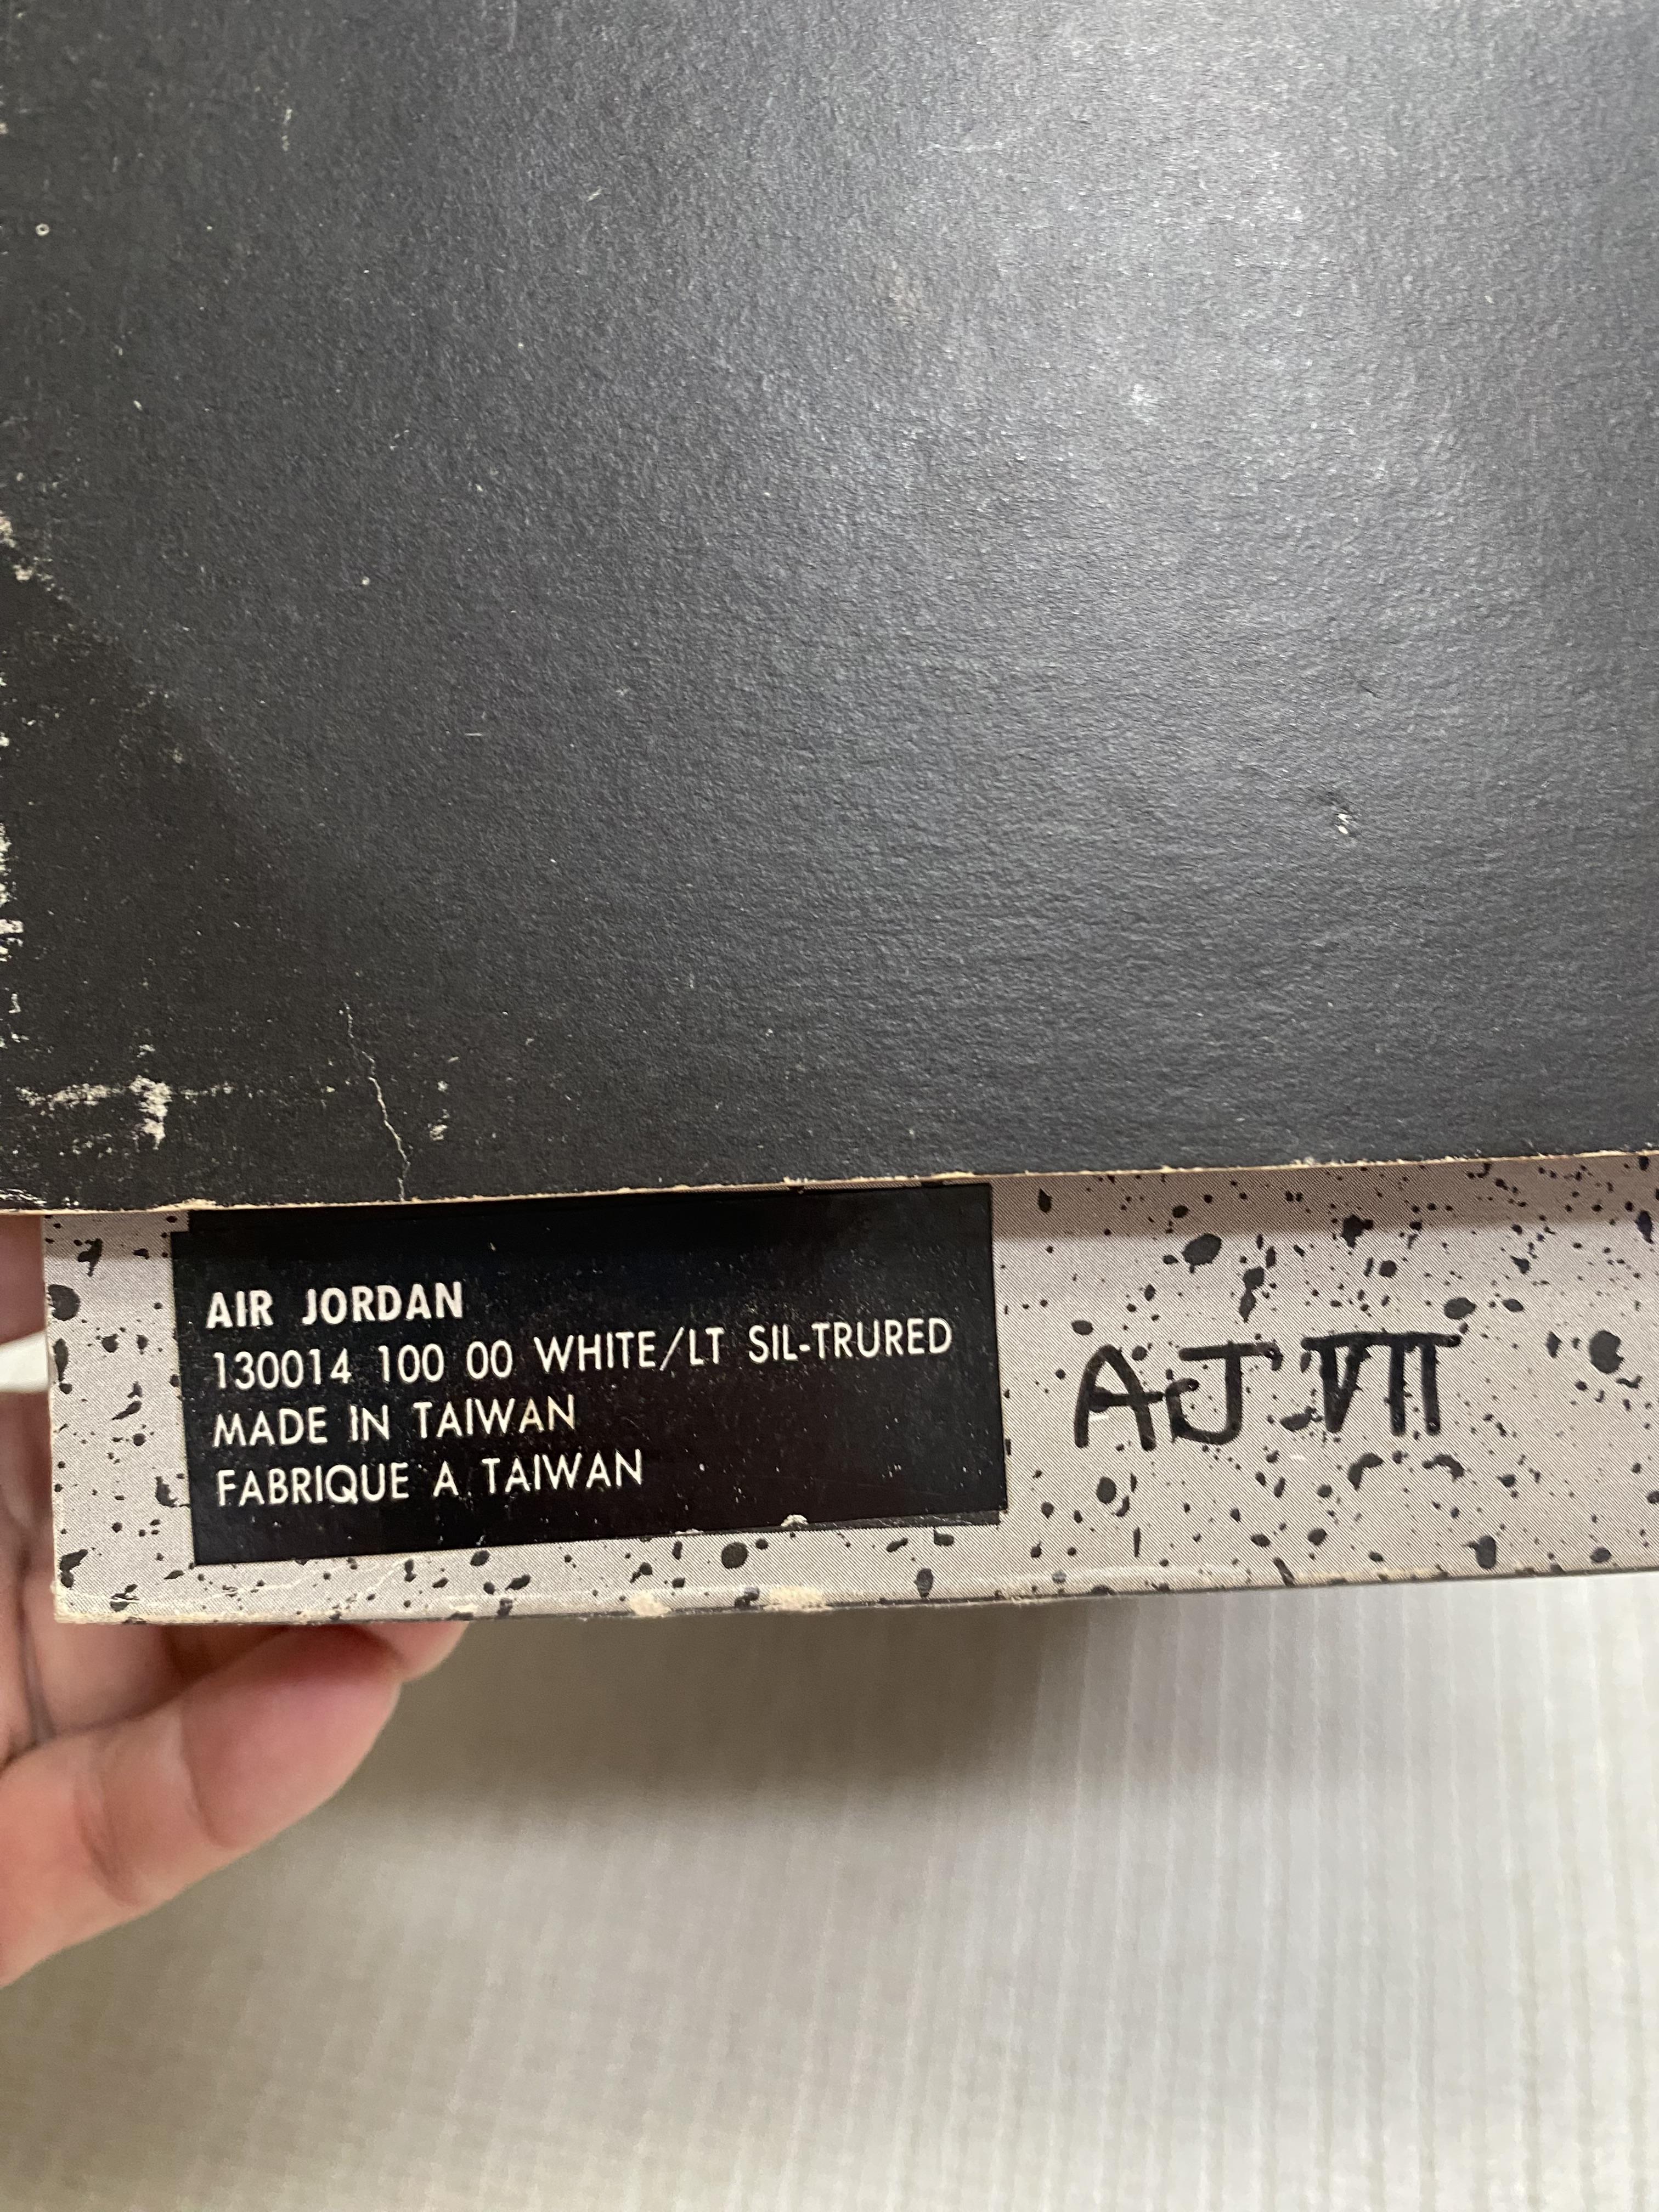 AIR JORDAN
130014 100 00 WHITE/LT SIL-TRURED
MADE IN TAIWAN
FABRIQUE A TAIWAN
AJ VII